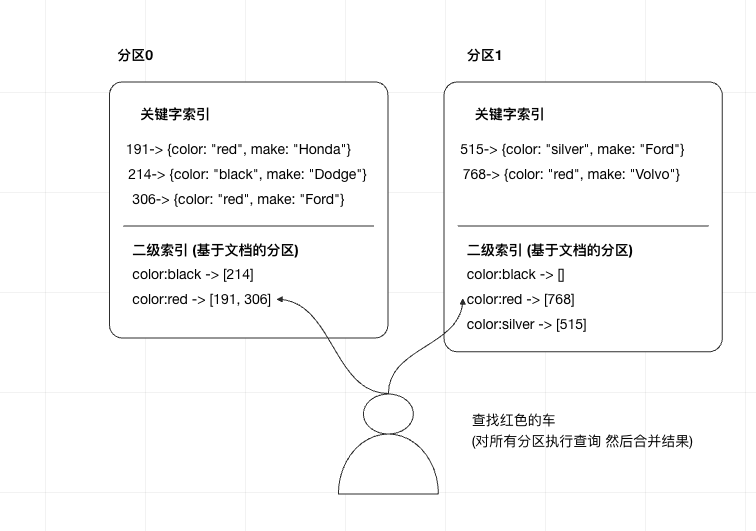 分区0
关键字索引
191-> {color: "red", make: "Honda"}
214-> {color: "black", make: "Dodge"}
306-> {color: "red", make: "Ford"}
二级索引 (基于文档的分区)
color:black -> [214]
color:red -> [191, 306]
分区1
关键字索引
515-> {color: "silver", make: "Ford"}
768-> {color: "red", make: "Volvo"}
二级索引 (基于文档的分区)
color:black -> []
color:red -> [768]
color:silver -> [515]
查找红色的车
(对所有分区执行查询 然后合并结果)